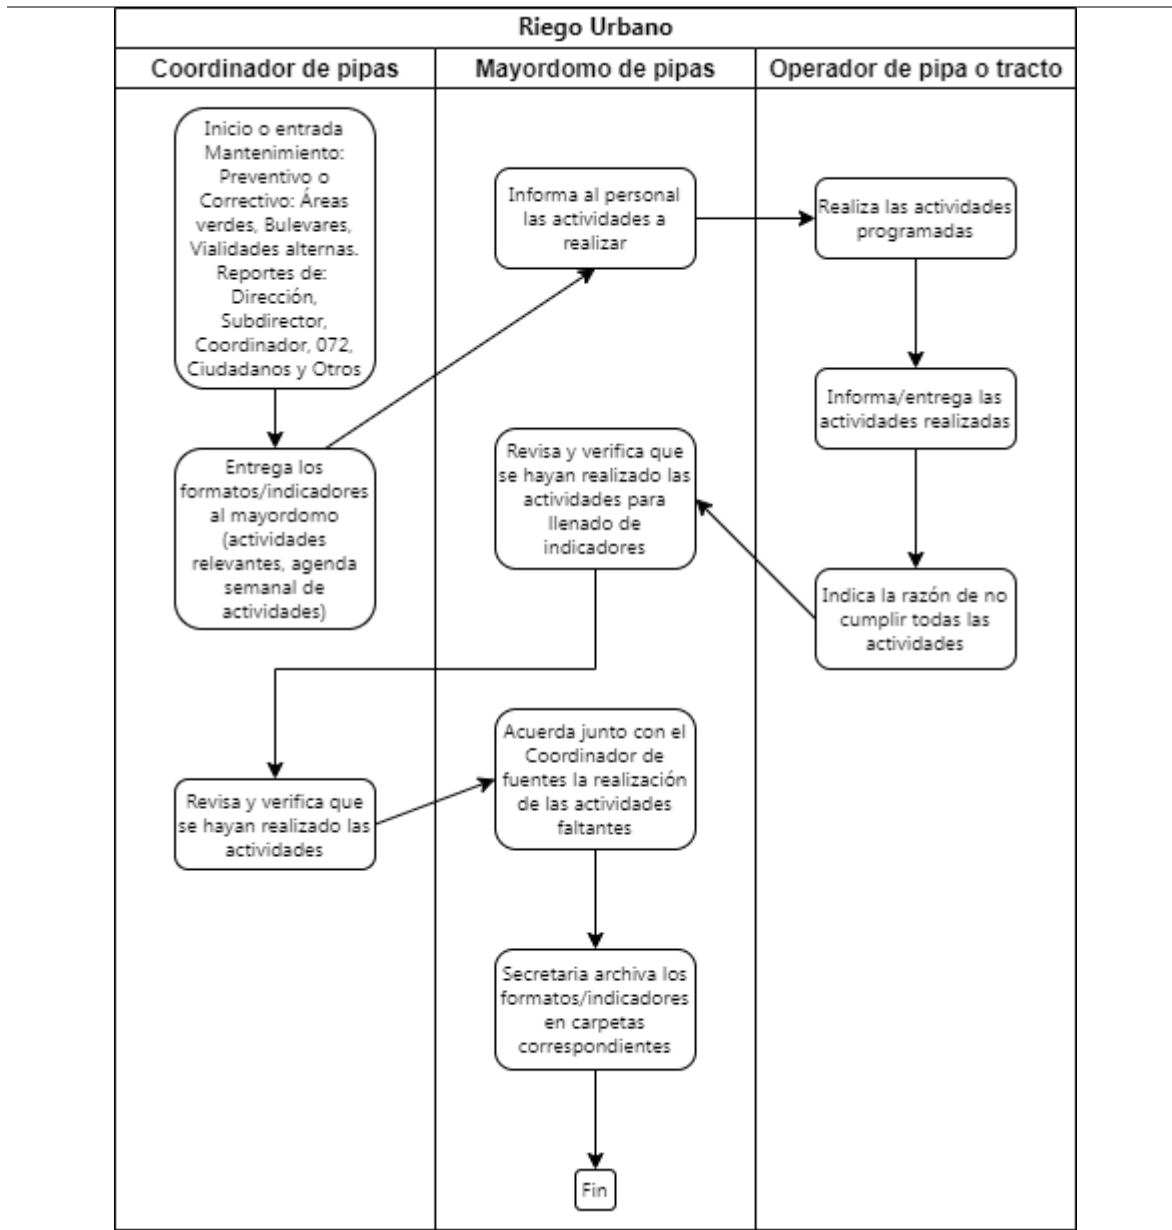 Riego Urbano
Coordinador de pipas
Mayordomo de pipas
Operador de pipa o tracto
Inicio o entrada
Mantenimiento:
Preventivo o
Correctivo: Áreas
verdes, Bulevares,
Vialidades alternas.
Reportes de:
Dirección,
Subdirector,
Coordinador, 072,
Ciudadanos y Otros
Entrega los
formatos/indicadores
al mayordomo
(actividades
relevantes, agenda
semanal de
actividades)
Informa al personal
las actividades a
realizar
Realiza las actividades
programadas
Informa/entrega las
actividades realizadas
Indica la razón de no
cumplir todas las
actividades
Revisa y verifica que
se hayan realizado las
actividades para
llenado de
indicadores
Revisa y verifica que
se hayan realizado las
actividades
Acuerda junto con el
Coordinador de
fuentes la realización
de las actividades
faltantes
Secretaria archiva los
formatos/indicadores
en carpetas
correspondientes
Fin